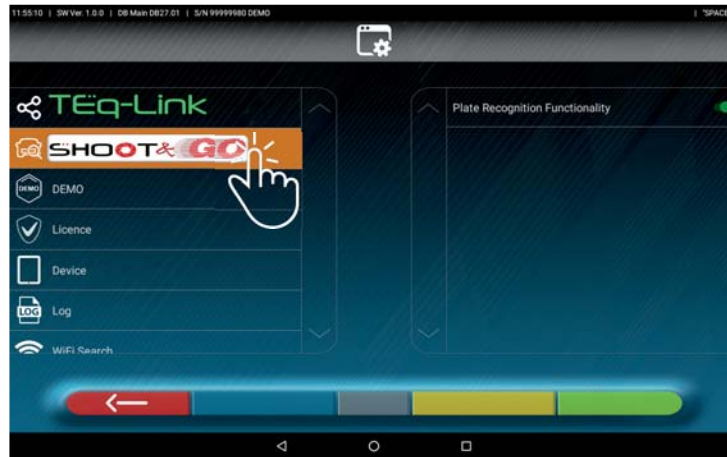 11:55:10 | SW Ver. 1.0.0 | DB Main DB27.01 | S/N 99999980 DEMO | "SPACE
TEq-Link
Plate Recognition Functionality
SHOOT& GO
DEMO DEMO
Licence
Device
LOG Log
WiFi Search